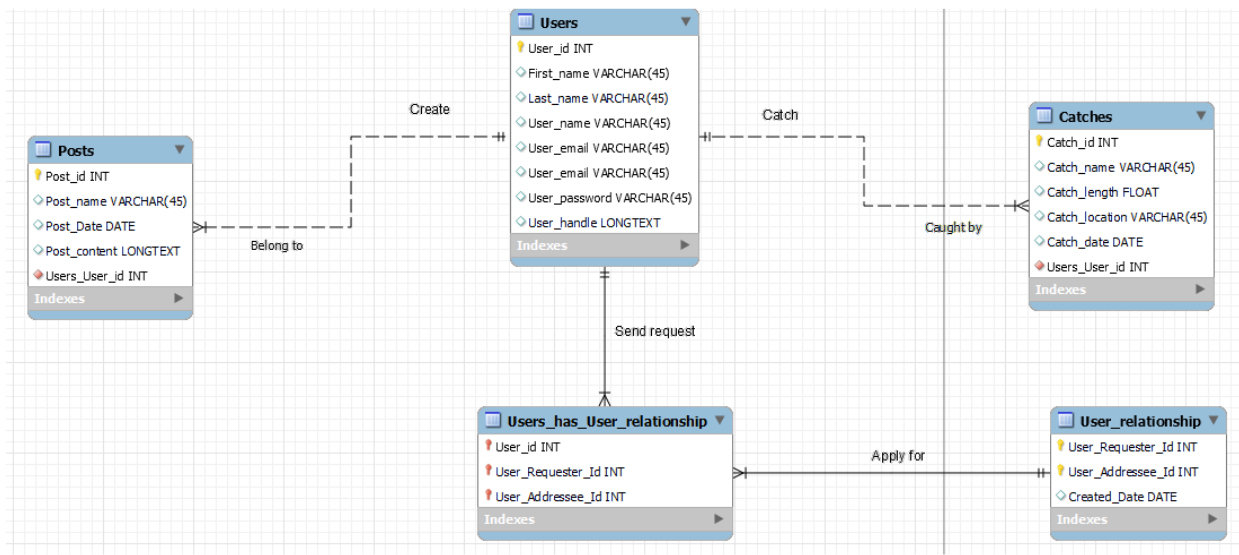 Users
User_id INT
First_name VARCHAR(45)
Last_name VARCHAR(45)
User_name VARCHAR(45)
User_email VARCHAR(45)
User_email VARCHAR(45)
User_password VARCHAR(45)
User_handle LONGTEXT
Indexes
Create
Catch
Posts
Post_id INT
Post_name VARCHAR(45)
Post_Date DATE
Post_content LONGTEXT
Users_User_id INT
Indexes
Belong to
Catches
Catch_id INT
Catch_name VARCHAR(45)
Catch_length FLOAT
Catch_location VARCHAR(45)
Catch_date DATE
Users_User_id INT
Indexes
Caught by
Send request
Users_has_User_relationship
User_id INT
User_Requester_Id INT
User_Addressee_Id INT
Indexes
Apply for
User_relationship
User_Requester_Id INT
User_Addressee_Id INT
Created_Date DATE
Indexes